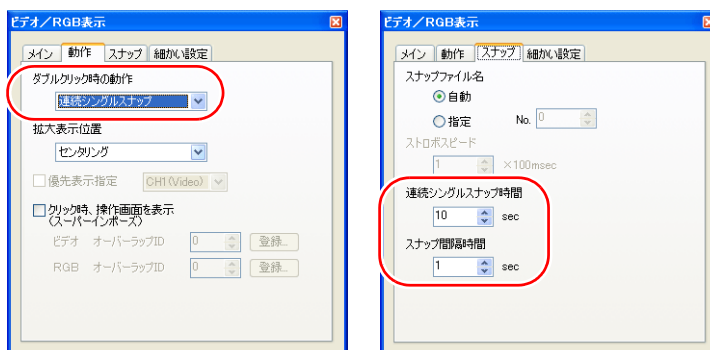 ビデオ/RGB表示
メイン 動作 スナップ 細かい設定
ダブルクリック時の動作
連続シングルスナップ
拡大表示位置
センタリング
優先表示指定 CH1(Video)
クリック時、操作画面を表示
(スーパーインポーズ)
ビデオ オーバーラップID 0 登録...
RGB オーバーラップID 0 登録...
ビデオ/RGB表示
メイン 動作 スナップ 細かい設定
スナップファイル名
自動
指定 No. 0
ストロボスピード
1 ×100msec
連続シングルスナップ時間
10 sec
スナップ間隔時間
1 sec